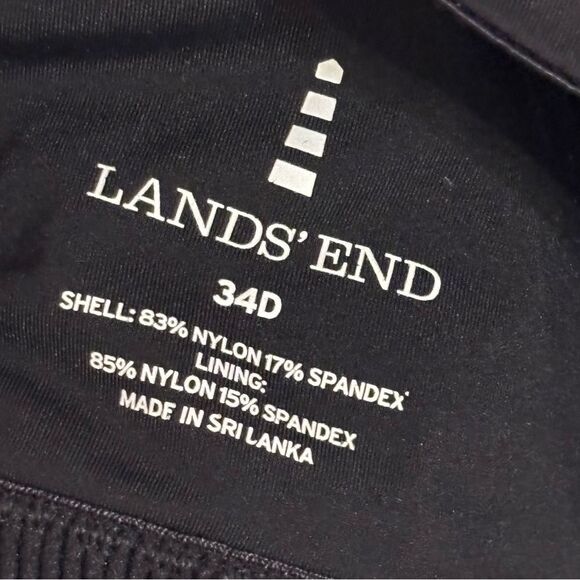 LANDS' END
34D
SHELL: 83% NYLON 17% SPANDEX
LINING:
85% NYLON 15% SPANDEX
MADE IN SRI LANKA